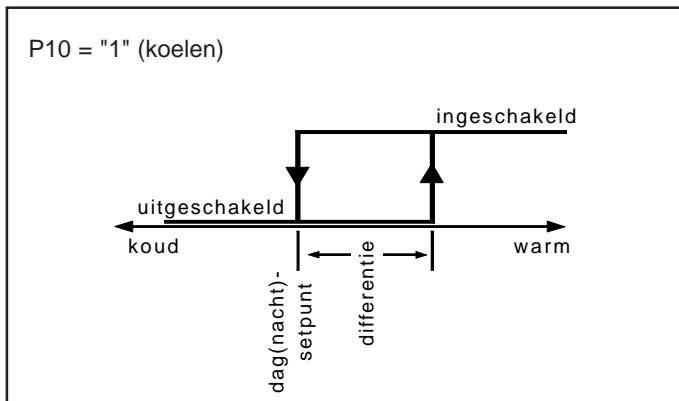 P10 = "1" (koelen)
ingeschakeld
uitgeschakeld
koud
warm
dag(nacht)-
setpunt
differentie